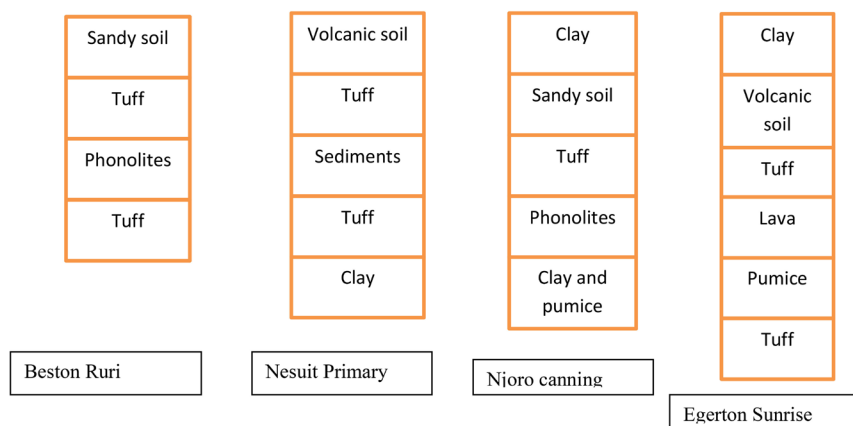 Sandy soil
Tuff
Phonolites
Tuff
Beston Ruri
Volcanic soil
Tuff
Sediments
Tuff
Clay
Nesuit Primary
Clay
Sandy soil
Tuff
Phonolites
Clay and
pumice
Njoro canning
Clay
Volcanic
soil
Tuff
Lava
Pumice
Tuff
Egerton Sunrise